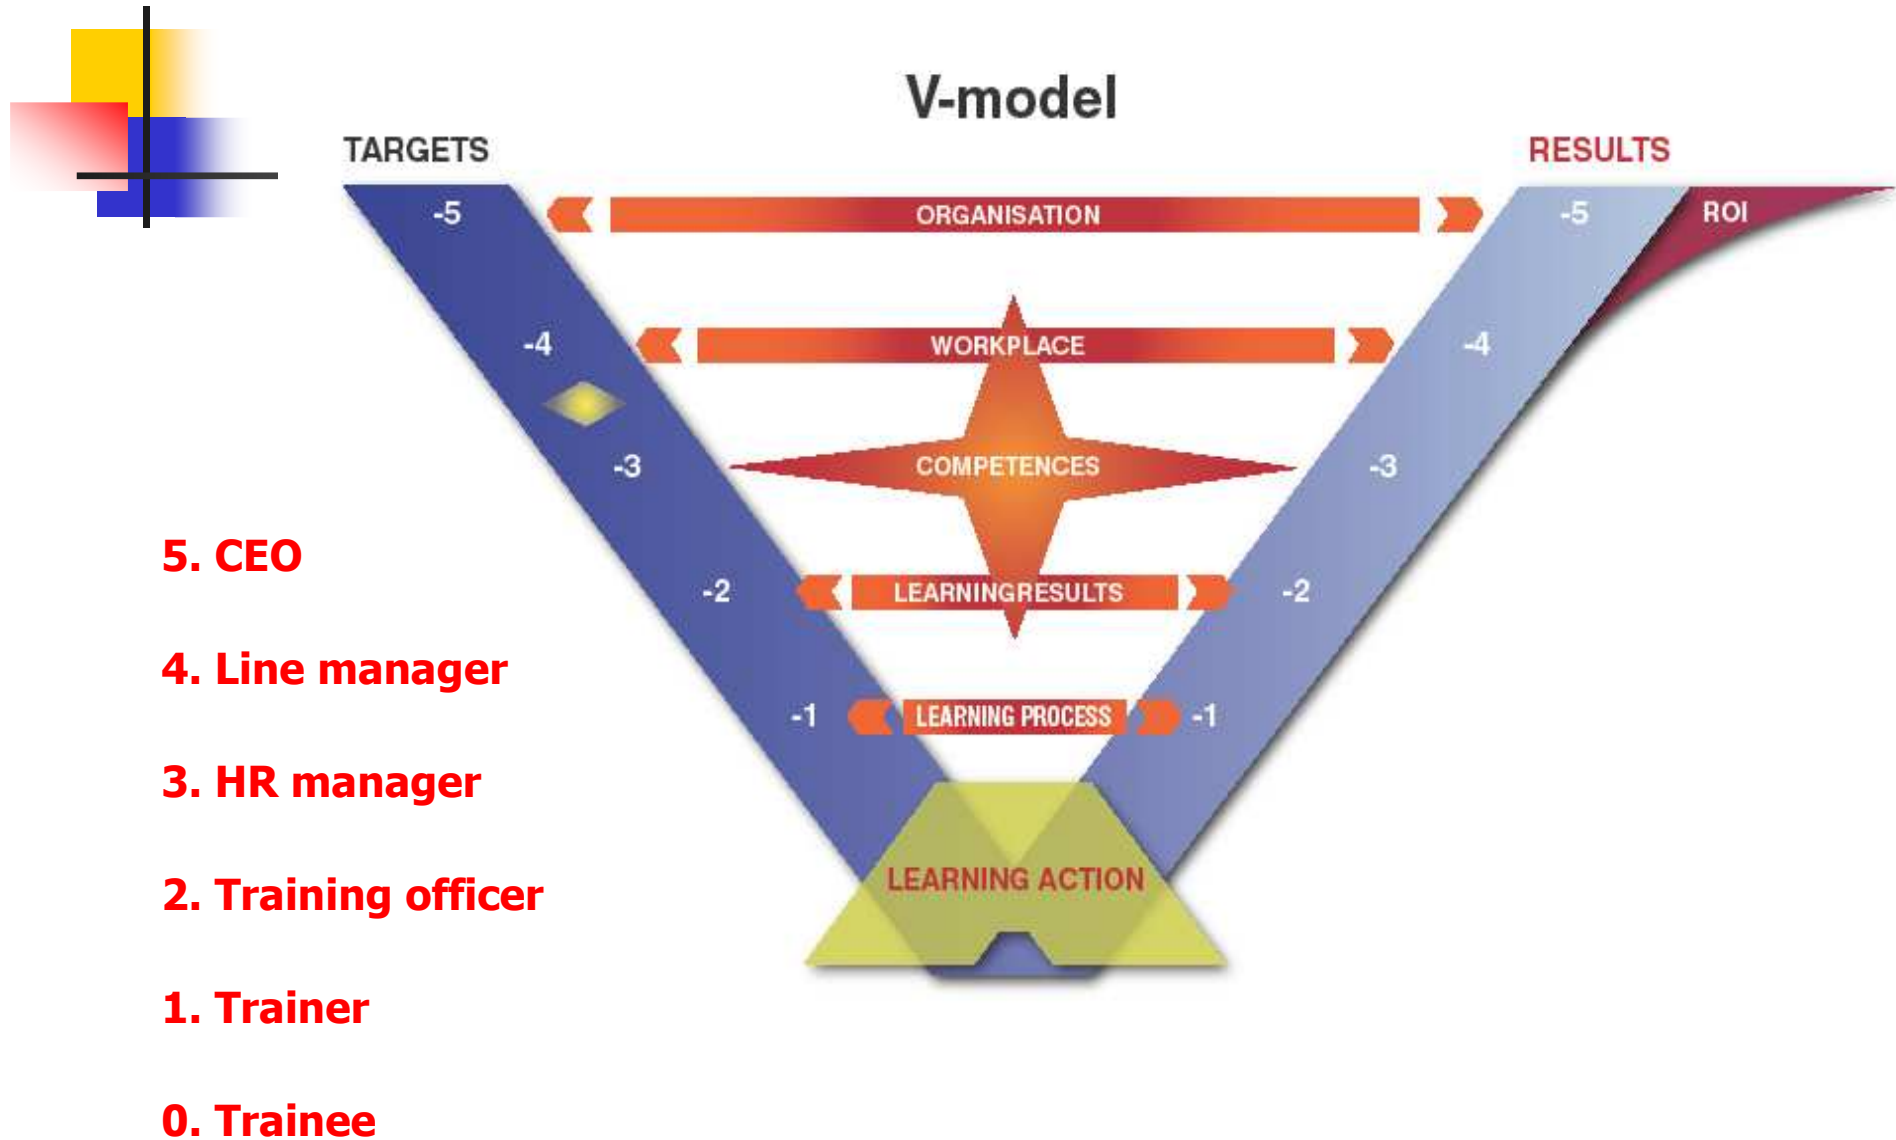 V-model
TARGETS
RESULTS
-5
ORGANISATION
-5
ROI
-4
WORKPLACE
-4
-3
COMPETENCES
-3
-2
LEARNINGRESULTS
-2
-1
LEARNING PROCESS
-1
LEARNING ACTION
5. CEO
4. Line manager
3. HR manager
2. Training officer
1. Trainer
0. Trainee